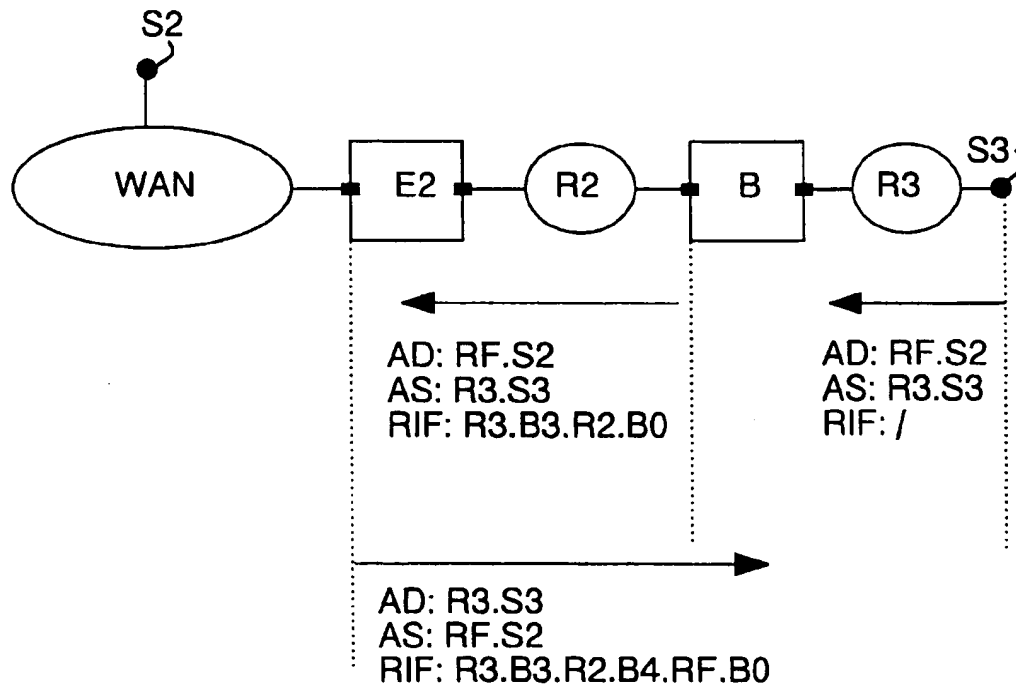 S2
WAN
E2
R2
B
R3
S3
AD: RF.S2
AS: R3.S3
RIF: R3.B3.R2.B0
AD: RF.S2
AS: R3.S3
RIF: /
AD: R3.S3
AS: RF.S2
RIF: R3.B3.R2.B4.RF.B0